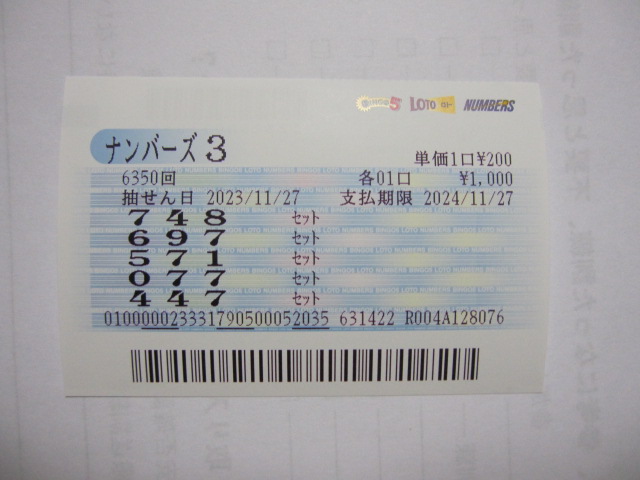 BINGO5 LOTO ロト NUMBERS
ナンバーズ3
単価1口¥200
6350回 各01口 ¥1,000
抽せん日 2023/11/27 支払期限 2024/11/27
748 セット
697 セット
571 セット
077 セット
447 セット
010000023331790500052035 631422 R004A128076